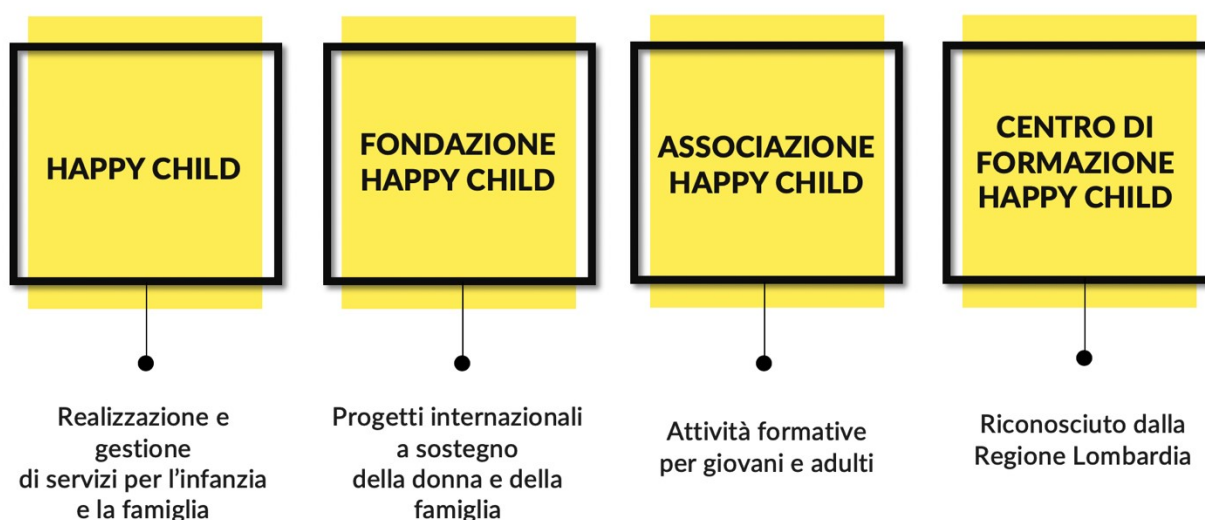 HAPPY CHILD
Realizzazione e
gestione
di servizi per l'infanzia
e la famiglia
FONDAZIONE
HAPPY CHILD
Progetti internazionali
a sostegno
della donna e della
famiglia
ASSOCIAZIONE
HAPPY CHILD
Attività formative
per giovani e adulti
CENTRO DI
FORMAZIONE
HAPPY CHILD
Riconosciuto dalla
Regione Lombardia